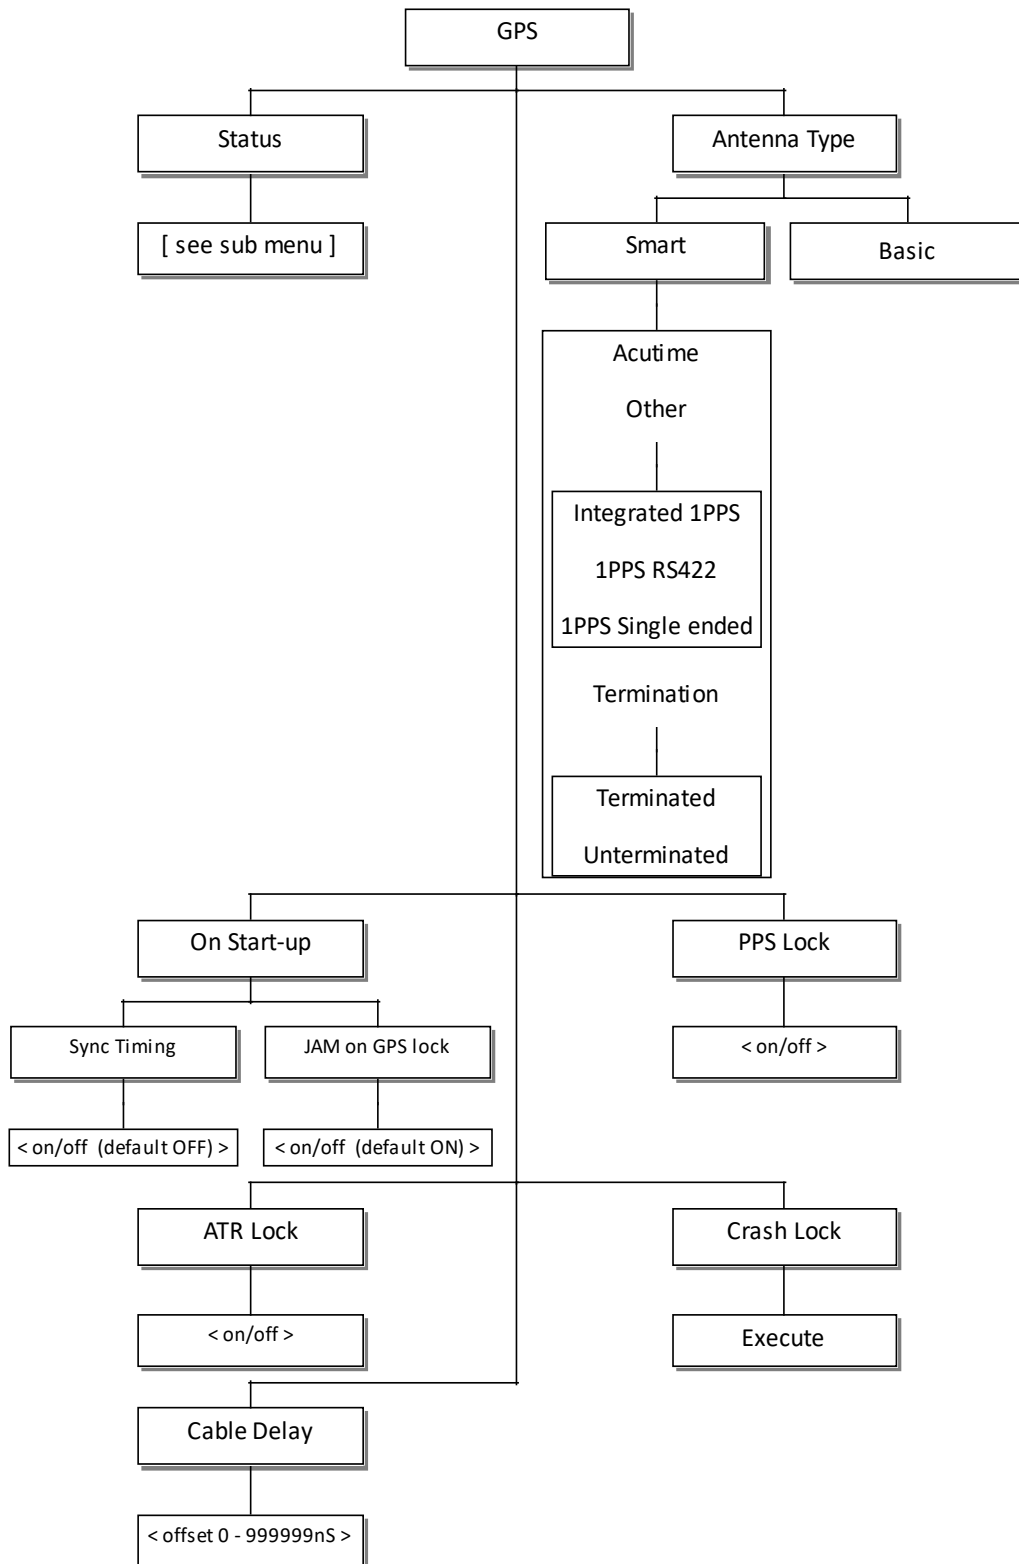 GPS
Status
Antenna Type
[ see sub menu ]
Smart
Basic
Acutime
Other
Integrated 1PPS
1PPS RS422
1PPS Single ended
Termination
Terminated
Unterminated
On Start-up
PPS Lock
Sync Timing
JAM on GPS lock
< on/off >
< on/off  (default OFF) >
< on/off (default ON) >
ATR Lock
Crash Lock
< on/off >
Execute
Cable Delay
< offset 0 - 999999nS >